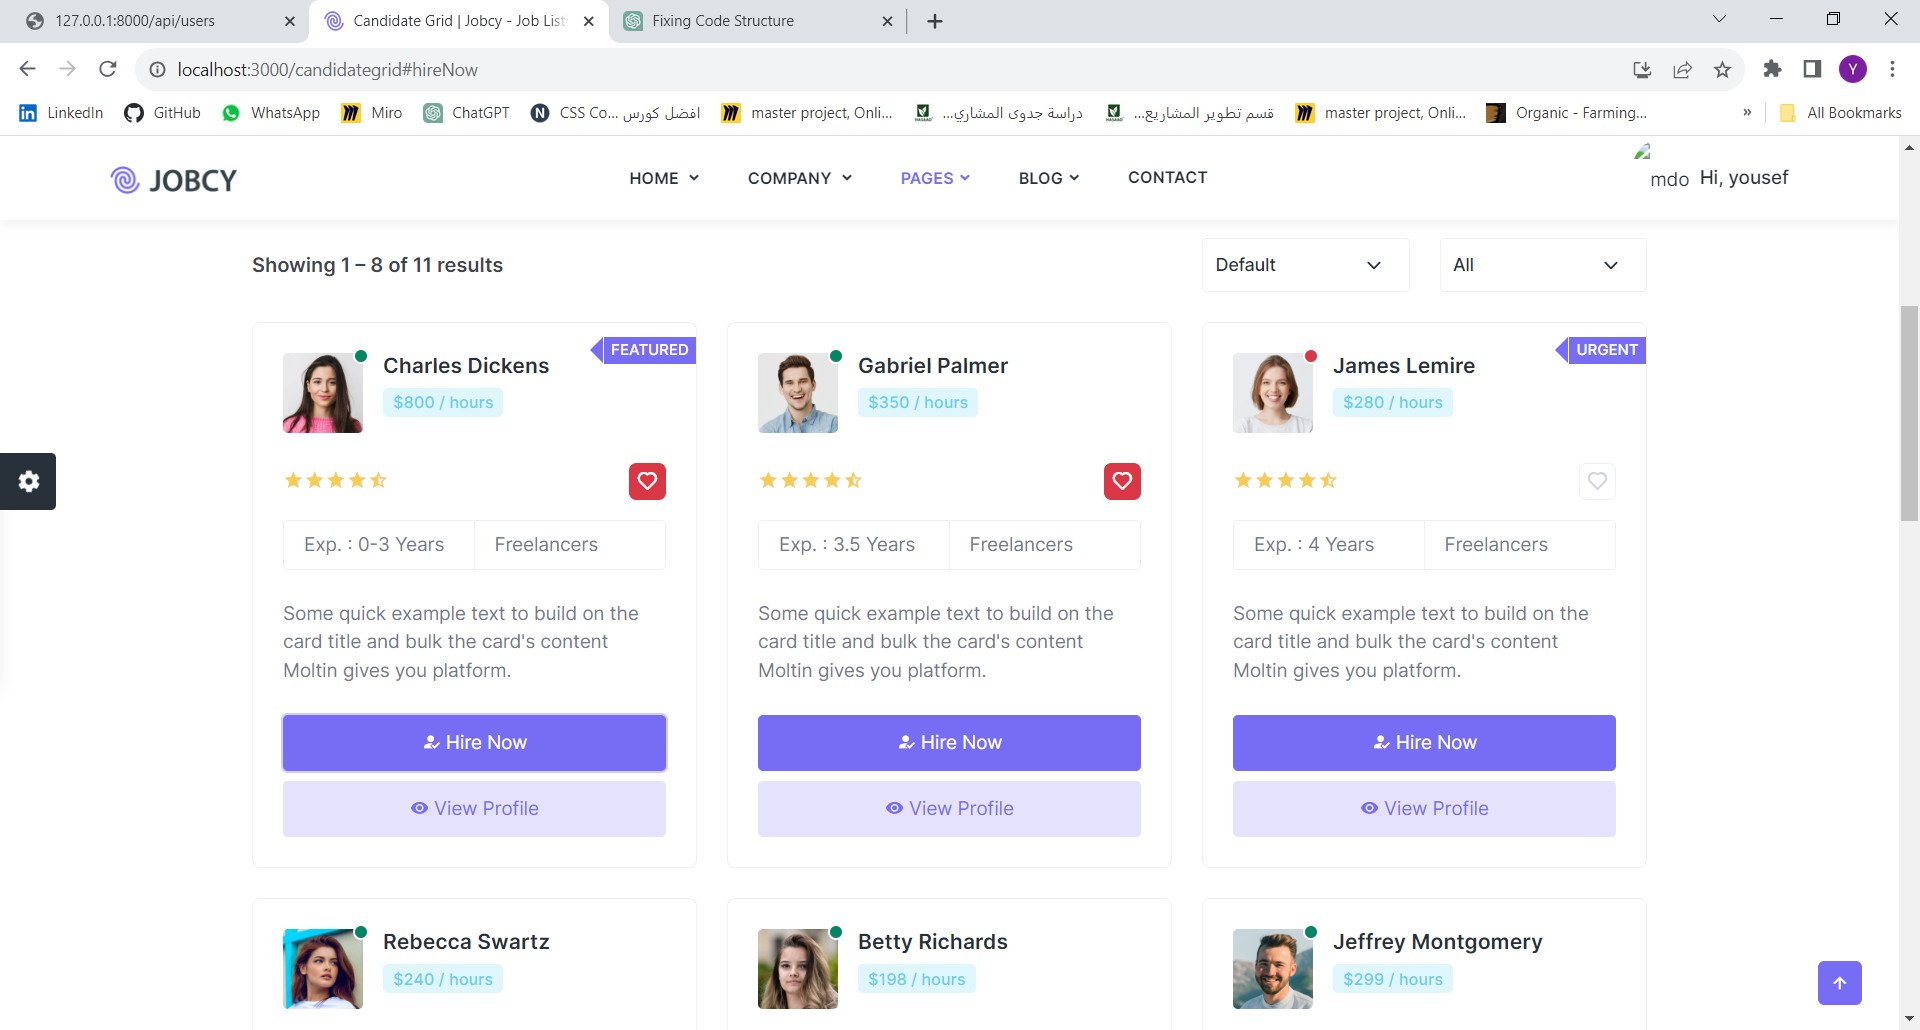 127.0.0.1:8000/api/users
Candidate Grid | Jobcy - Job List
Fixing Code Structure
localhost:3000/candidategrid#hireNow
Y
LinkedIn
GitHub
WhatsApp
Miro
ChatGPT
CSS Co... افضل كورس
master project, Onli...
دراسة جدوى المشاري...
قسم تطوير المشاريع...
master project, Onli...
Organic - Farming...
»
All Bookmarks
JOBCY
HOME
COMPANY
PAGES
BLOG
CONTACT
mdo
Hi, yousef
Showing 1 – 8 of 11 results
Default
All
FEATURED
Charles Dickens
$800 / hours
Exp. : 0-3 Years
Freelancers
Some quick example text to build on the
card title and bulk the card's content
Moltin gives you platform.
Hire Now
View Profile
Gabriel Palmer
$350 / hours
Exp. : 3.5 Years
Freelancers
Some quick example text to build on the
card title and bulk the card's content
Moltin gives you platform.
Hire Now
View Profile
URGENT
James Lemire
$280 / hours
Exp. : 4 Years
Freelancers
Some quick example text to build on the
card title and bulk the card's content
Moltin gives you platform.
Hire Now
View Profile
Rebecca Swartz
$240 / hours
Betty Richards
$198 / hours
Jeffrey Montgomery
$299 / hours